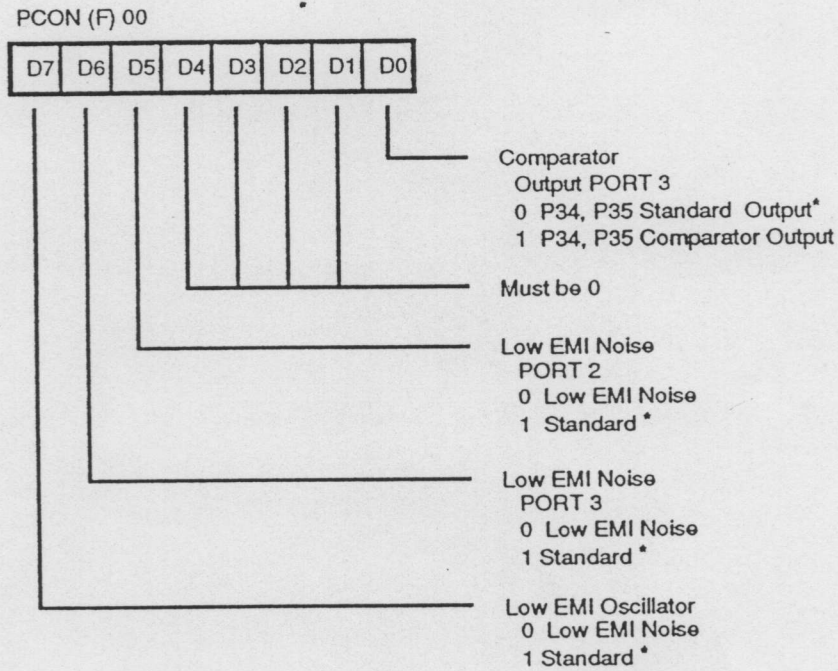 PCON (F) 00
D7 D6 D5 D4 D3 D2 D1 D0
Comparator
Output PORT 3
0 P34, P35 Standard Output*
1 P34, P35 Comparator Output
Must be 0
Low EMI Noise
PORT 2
0 Low EMI Noise
1 Standard *
Low EMI Noise
PORT 3
0 Low EMI Noise
1 Standard *
Low EMI Oscillator
0 Low EMI Noise
1 Standard *